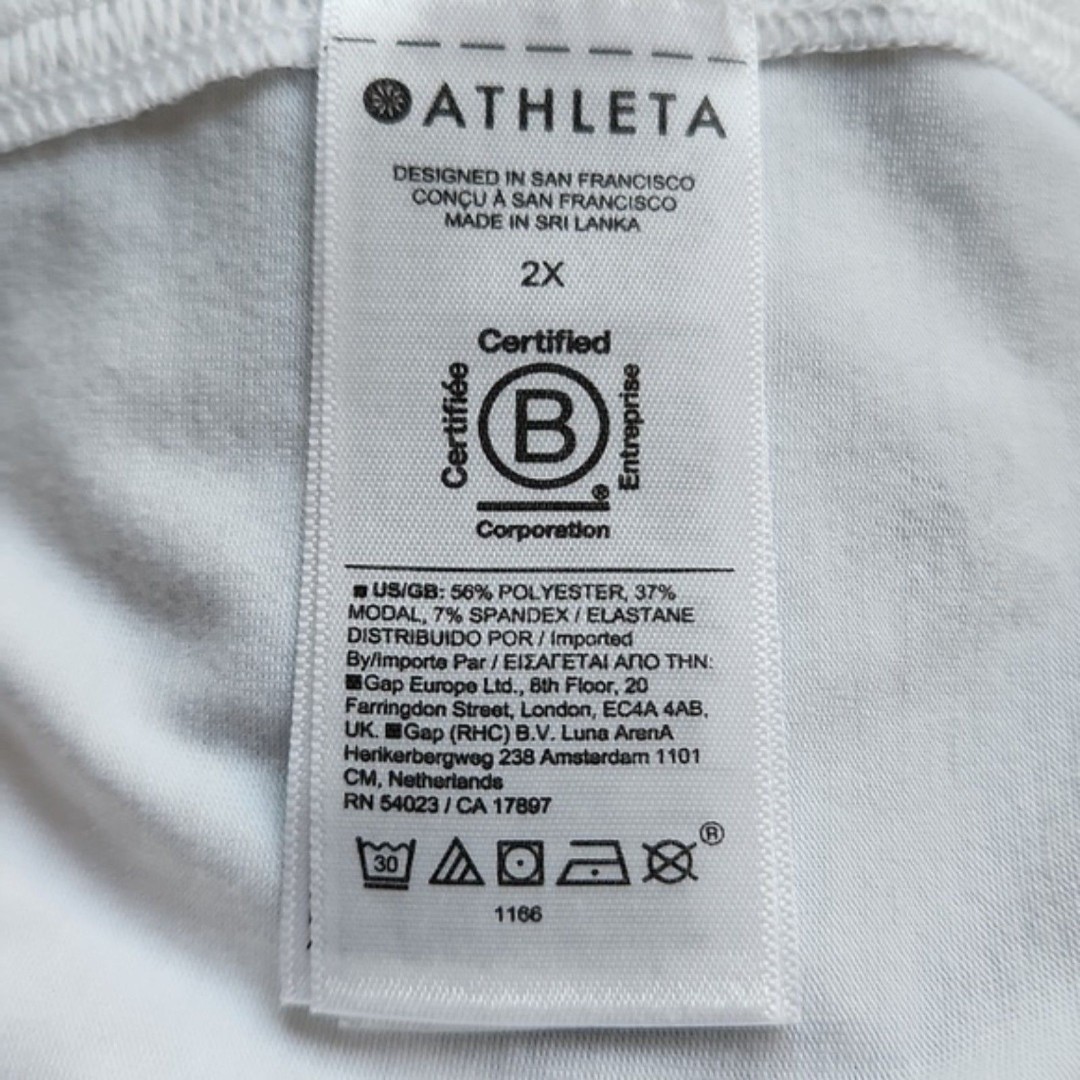 ATHLETA
DESIGNED IN SAN FRANCISCO
CONÇU À SAN FRANCISCO
MADE IN SRI LANKA
2X
Certified
Certifiée
B
Entreprise
®
Corporation
US/GB: 56% POLYESTER, 37%
MODAL, 7% SPANDEX / ELASTANE
DISTRIBUIDO POR / Imported
By/Importe Par / ΕΙΣΑΓΕΤΑΙ ΑΠΟ ΤΗΝ:
Gap Europe Ltd., 8th Floor, 20
Farringdon Street, London, EC4A 4AB,
UK. Gap (RHC) B.V. Luna ArenA
Herikerbergweg 238 Amsterdam 1101
CM, Netherlands
RN 54023 / CA 17897
30 ®
1166